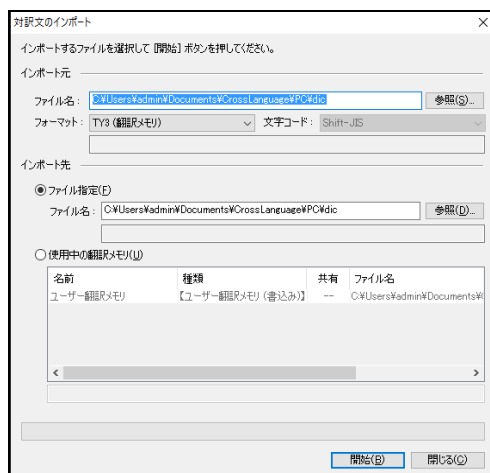 対訳文のインポート
インポートするファイルを選択して [開始] ボタンを押してください。
インポート元
ファイル名: C:¥Users¥admin¥Documents¥CrossLanguage¥PC¥dic 参照(S)...
フォーマット: TY3 (翻訳メモリ) 文字コード: Shift-JIS
インポート先
ファイル指定(F)
ファイル名: C:¥Users¥admin¥Documents¥CrossLanguage¥PC¥dic 参照(D)...
使用中の翻訳メモリ(U)
名前 種類 共有 ファイル名
ユーザー翻訳メモリ 【ユーザー翻訳メモリ (書込み)】 -- C:¥Users¥admin¥Documents¥
開始(B) 閉じる(C)